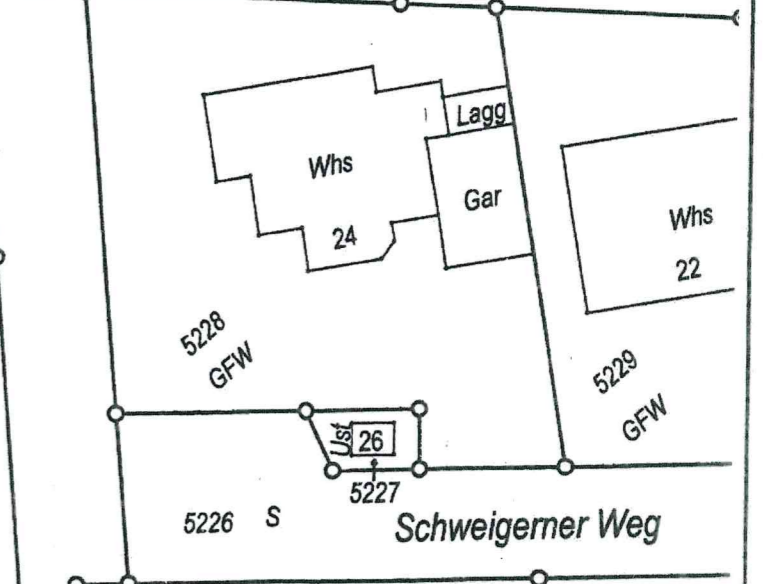 Lagg
Whs
Gar
24
Whs
22
5228
GFW
5229
GFW
Ust
26
5227
5226 S
Schweigerner Weg